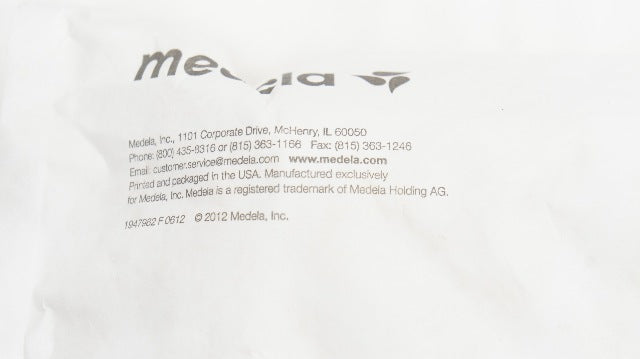 medela
Medela, Inc., 1101 Corporate Drive, McHenry, IL 60050
Phone: (800) 435-8316 or (815) 363-1166 Fax: (815) 363-1246
Email: customer.service@medela.com www.medela.com
Printed and packaged in the USA. Manufactured exclusively
for Medela, Inc. Medela is a registered trademark of Medela Holding AG.
1947982 F 0612 © 2012 Medela, Inc.